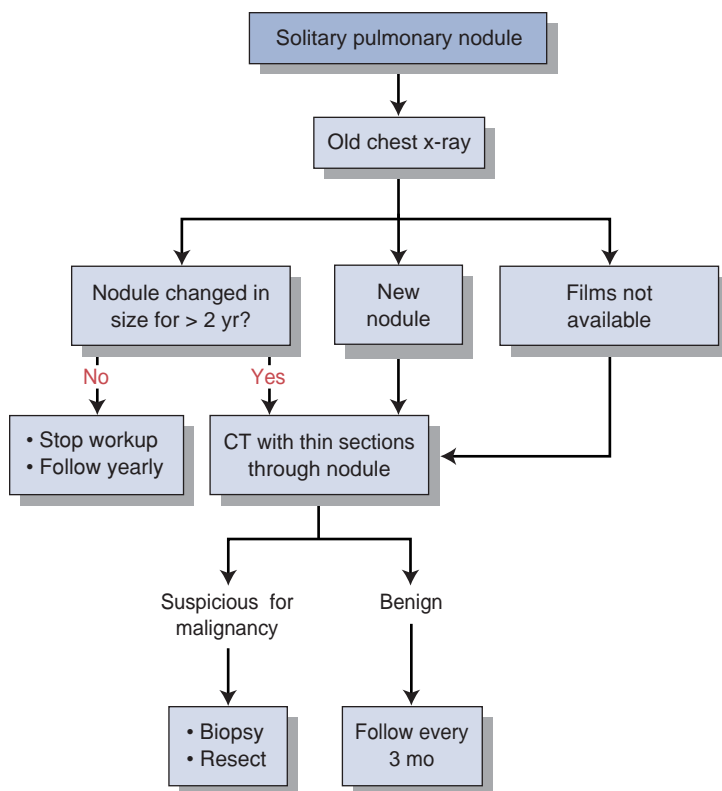 Solitary pulmonary nodule
Old chest x-ray
Nodule changed in
size for > 2 yr?
New
nodule
Films not
available
No
Yes
• Stop workup
• Follow yearly
CT with thin sections
through nodule
Suspicious for
malignancy
Benign
• Biopsy
• Resect
Follow every
3 mo